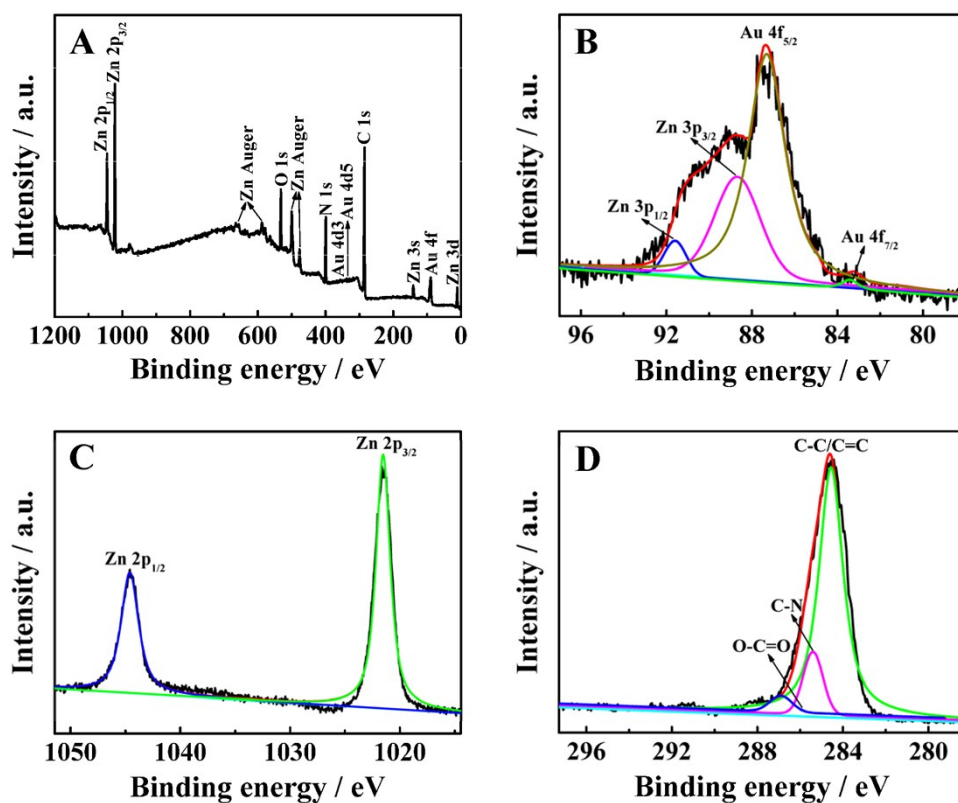 A
Zn 2p1/2
Zn 2p3/2
Zn Auger
O 1s
Zn Auger
N 1s
Au 4d3
Au 4d5
C 1s
Zn 3s
Au 4f
Zn 3d
Intensity / a.u.
1200 1000 800 600 400 200 0
Binding energy / eV
B
Au 4f5/2
Zn 3p3/2
Zn 3p1/2
Au 4f7/2
Intensity / a.u.
96 92 88 84 80
Binding energy / eV
C
Zn 2p3/2
Zn 2p1/2
Intensity / a.u.
1050 1040 1030 1020
Binding energy / eV
D
C-C/C=C
C-N
O-C=O
Intensity / a.u.
296 292 288 284 280
Binding energy / eV